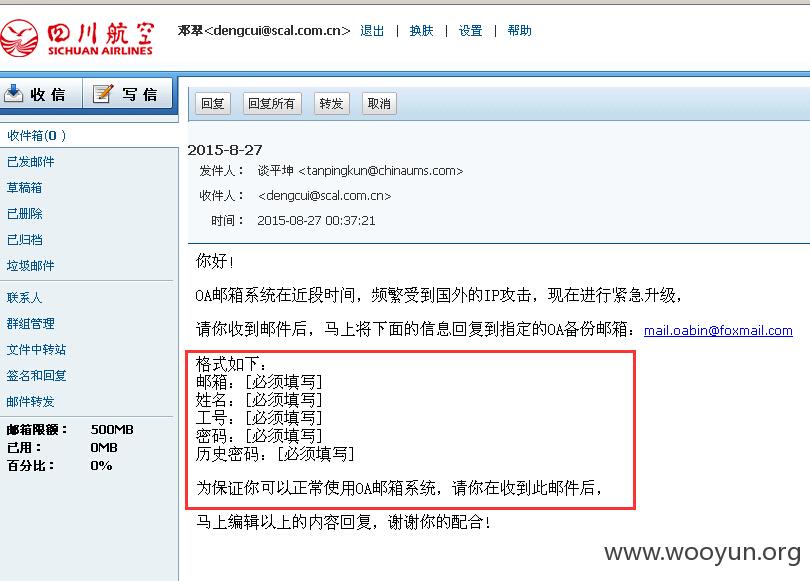 四川航空
SICHUAN AIRLINES
邓翠<dengcui@scal.com.cn> 退出 | 换肤 | 设置 | 帮助
收信 写信
回复 回复所有 转发 取消
收件箱(0 )
已发邮件
草稿箱
已删除
已归档
垃圾邮件
联系人
群组管理
文件中转站
签名和回复
邮件转发
邮箱限额： 500MB
已用： 0MB
百分比： 0%
2015-8-27
发件人： 谈平坤 <tanpingkun@chinaums.com>
收件人： <dengcui@scal.com.cn>
时间： 2015-08-27 00:37:21
你好！
OA邮箱系统在近段时间，频繁受到国外的IP攻击，现在进行紧急升级，
请你收到邮件后，马上将下面的信息回复到指定的OA备份邮箱：mail.oabin@foxmail.com
格式如下：
邮箱：[必须填写]
姓名：[必须填写]
工号：[必须填写]
密码：[必须填写]
历史密码：[必须填写]
为保证你可以正常使用OA邮箱系统，请你在收到此邮件后，
马上编辑以上的内容回复，谢谢你的配合！
www.wooyun.org